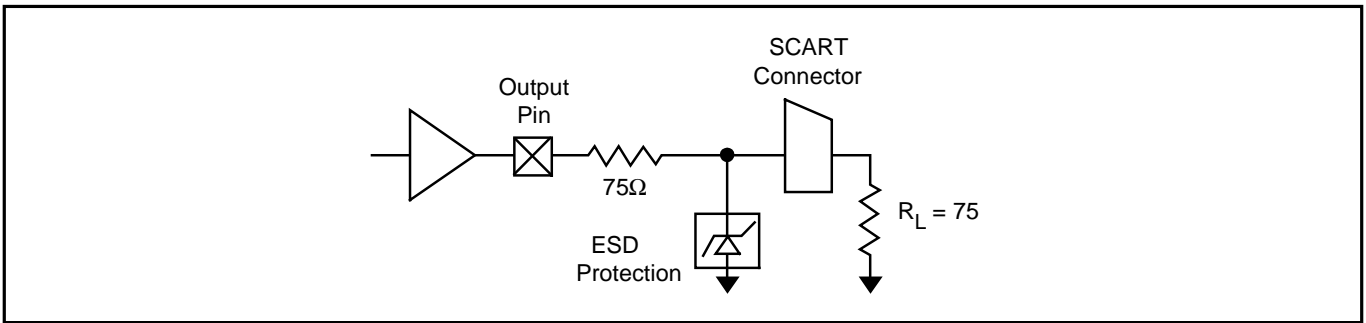 SCART
Connector
Output
Pin
75Ω
R_L = 75
ESD
Protection